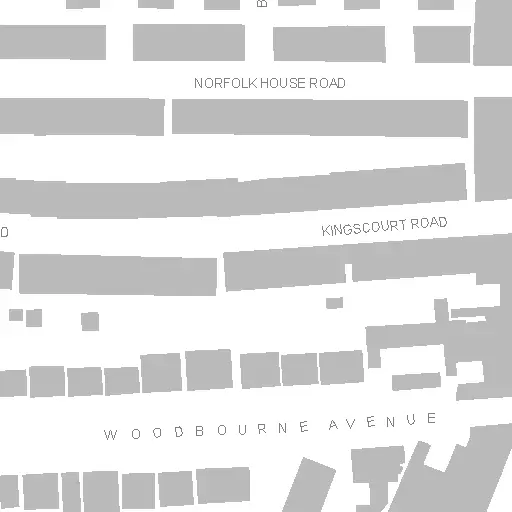 B
NORFOLK HOUSE ROAD
KINGSCOURT ROAD
D
WOODBOURNE AVENUE